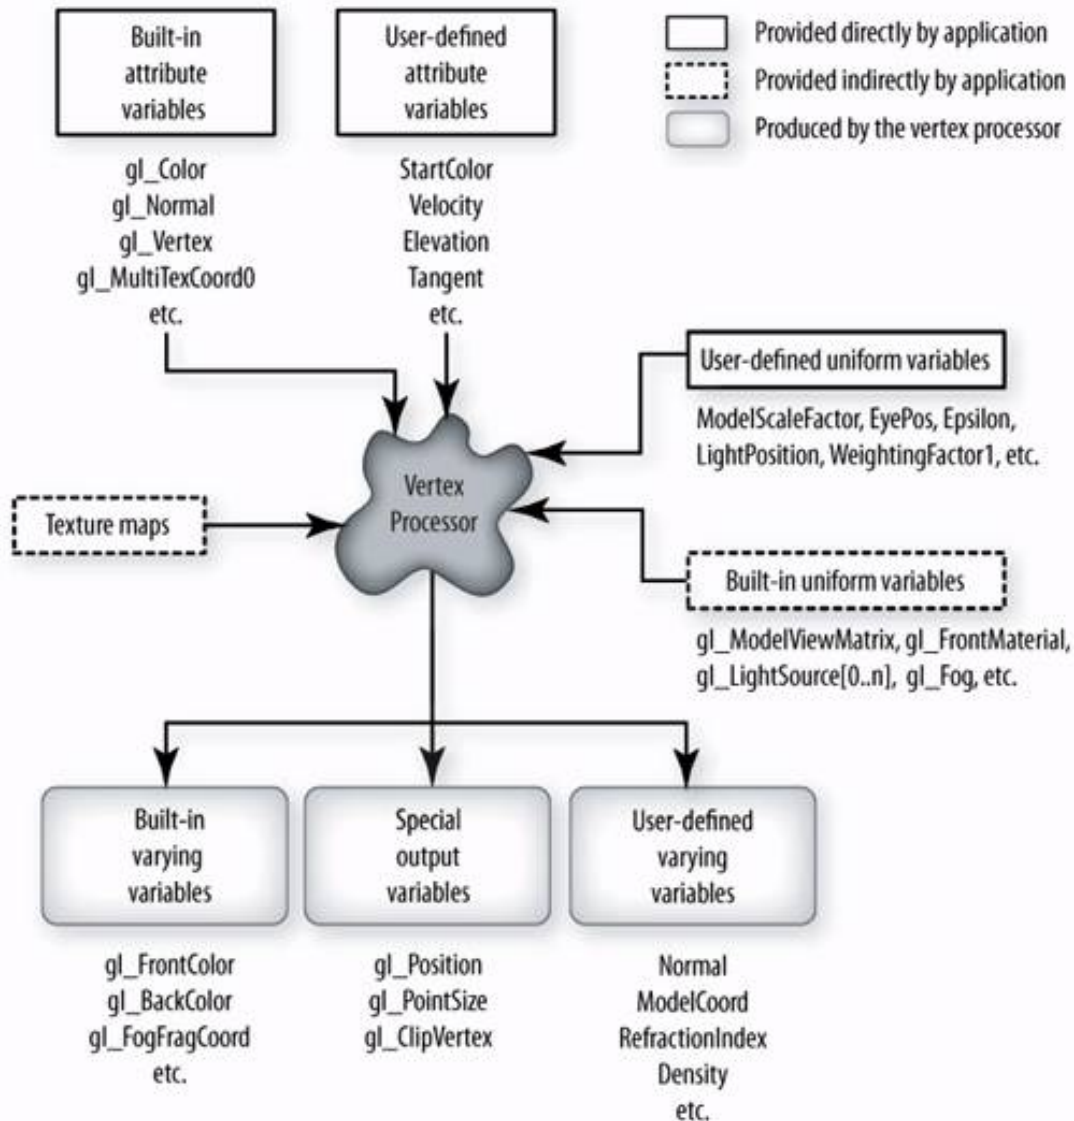 Built-in
attribute
variables
gl_Color
gl_Normal
gl_Vertex
gl_MultiTexCoord0
etc.
User-defined
attribute
variables
StartColor
Velocity
Elevation
Tangent
etc.
Provided directly by application
Provided indirectly by application
Produced by the vertex processor
User-defined uniform variables
ModelScaleFactor, EyePos, Epsilon,
LightPosition, WeightingFactor1, etc.
Vertex
Processor
Texture maps
Built-in uniform variables
gl_ModelViewMatrix, gl_FrontMaterial,
gl_LightSource[0..n], gl_Fog, etc.
Built-in
varying
variables
gl_FrontColor
gl_BackColor
gl_FogFragCoord
etc.
Special
output
variables
gl_Position
gl_PointSize
gl_ClipVertex
User-defined
varying
variables
Normal
ModelCoord
RefractionIndex
Density
etc.